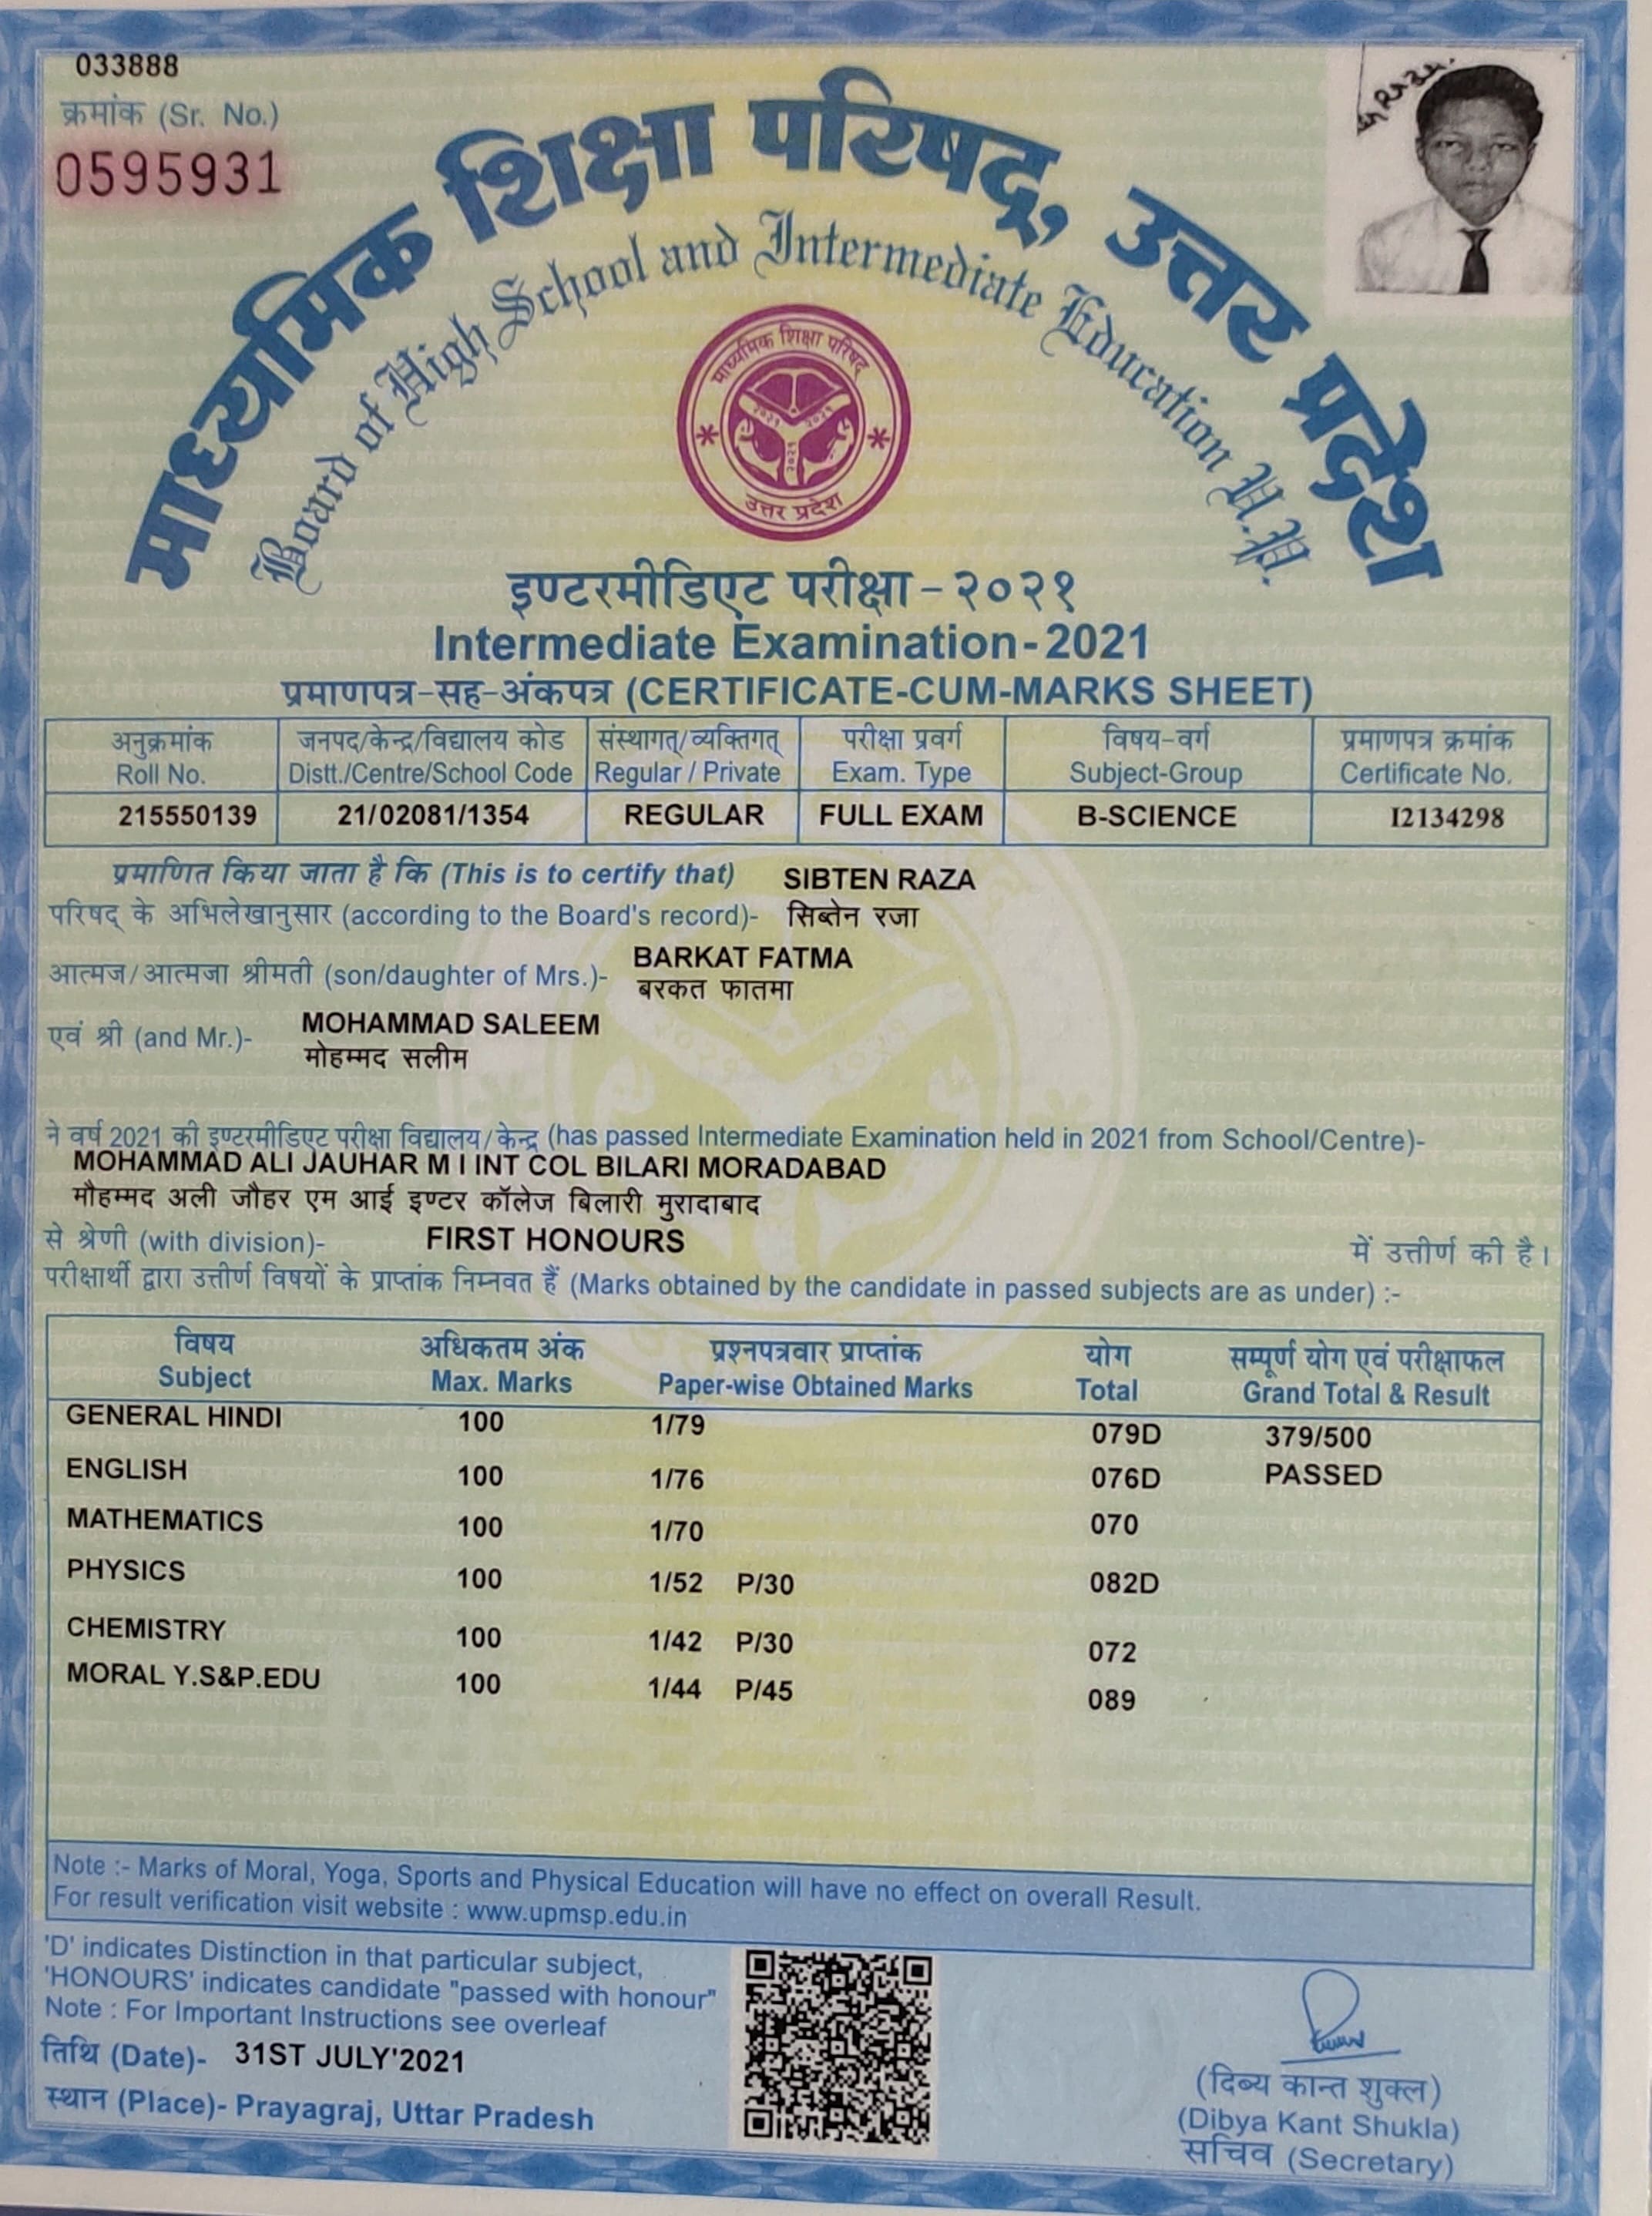 033888
क्रमांक (Sr. No.)
0595931
माध्यमिक शिक्षा परिषद्, उत्तर प्रदेश
Board of High School and Intermediate Education U.P.
माध्यमिक शिक्षा परिषद
२०२१ २०२१
२०२१
उत्तर प्रदेश
इण्टरमीडिएट परीक्षा-२०२१
Intermediate Examination-2021
प्रमाणपत्र-सह-अंकपत्र (CERTIFICATE-CUM-MARKS SHEET)
अनुक्रमांक जनपद/केन्द्र/विद्यालय कोड संस्थागत्/व्यक्तिगत् परीक्षा प्रवर्ग विषय-वर्ग प्रमाणपत्र क्रमांक
Roll No. Distt./Centre/School Code Regular / Private Exam. Type Subject-Group Certificate No.
215550139 21/02081/1354 REGULAR FULL EXAM B-SCIENCE I2134298
प्रमाणित किया जाता है कि (This is to certify that) SIBTEN RAZA
परिषद् के अभिलेखानुसार (according to the Board's record)- सिब्तेन रजा
BARKAT FATMA
आत्मज/आत्मजा श्रीमती (son/daughter of Mrs.)- बरकत फातमा
MOHAMMAD SALEEM
एवं श्री (and Mr.)- मोहम्मद सलीम
ने वर्ष 2021 की इण्टरमीडिएट परीक्षा विद्यालय/केन्द्र (has passed Intermediate Examination held in 2021 from School/Centre)-
MOHAMMAD ALI JAUHAR M I INT COL BILARI MORADABAD
मौहम्मद अली जौहर एम आई इण्टर कॉलेज बिलारी मुरादाबाद
से श्रेणी (with division)- FIRST HONOURS में उत्तीर्ण की है।
परीक्षार्थी द्वारा उत्तीर्ण विषयों के प्राप्तांक निम्नवत हैं (Marks obtained by the candidate in passed subjects are as under) :-
विषय अधिकतम अंक प्रश्नपत्रवार प्राप्तांक योग सम्पूर्ण योग एवं परीक्षाफल
Subject Max. Marks Paper-wise Obtained Marks Total Grand Total & Result
GENERAL HINDI 100 1/79 079D 379/500
ENGLISH 100 1/76 076D PASSED
MATHEMATICS 100 1/70 070
PHYSICS 100 1/52 P/30 082D
CHEMISTRY 100 1/42 P/30 072
MORAL Y.S&P.EDU 100 1/44 P/45 089
Note :- Marks of Moral, Yoga, Sports and Physical Education will have no effect on overall Result.
For result verification visit website : www.upmsp.edu.in
'D' indicates Distinction in that particular subject,
'HONOURS' indicates candidate "passed with honour"
Note : For Important Instructions see overleaf
तिथि (Date)- 31ST JULY'2021
स्थान (Place)- Prayagraj, Uttar Pradesh
(दिब्य कान्त शुक्ल)
(Dibya Kant Shukla)
सचिव (Secretary)